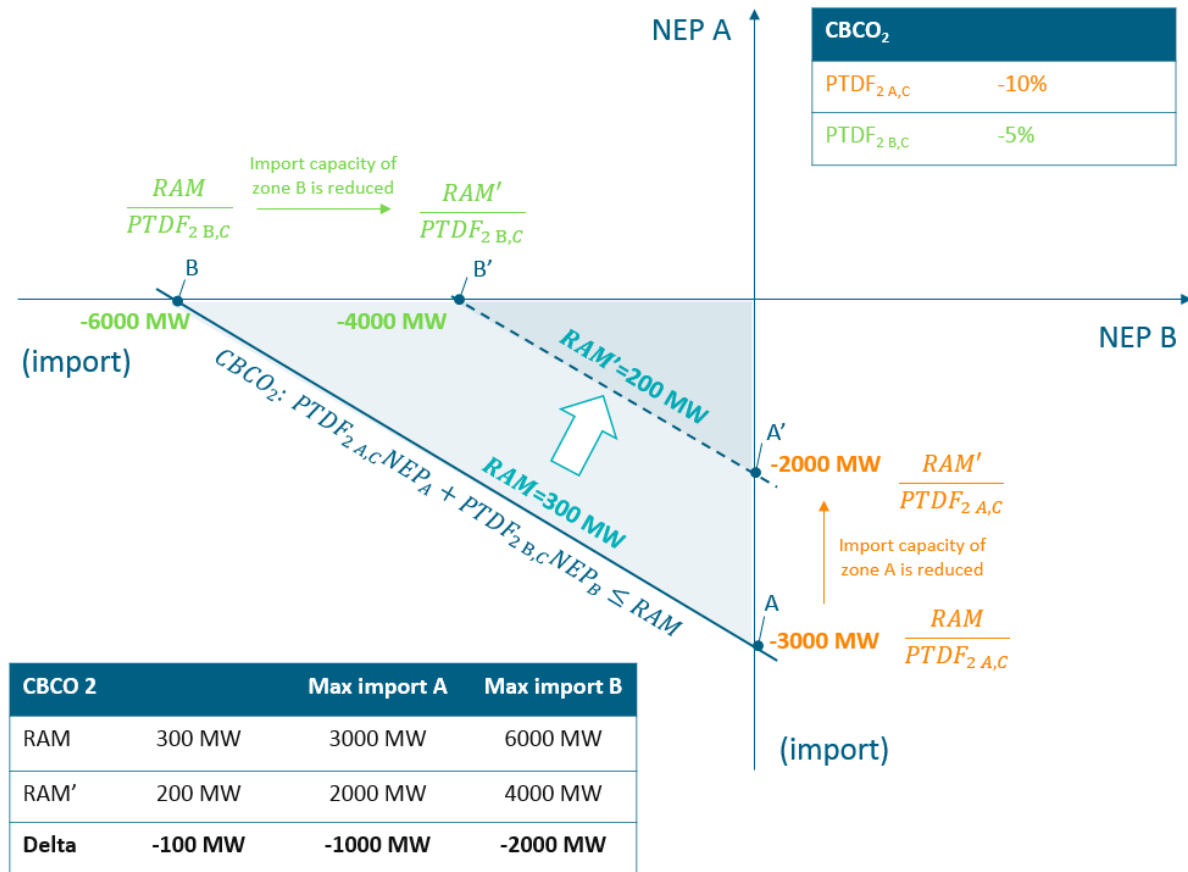 NEP A
CBCO₂
PTDF₂ A,C -10%
PTDF₂ B,C -5%
Import capacity of
zone B is reduced
RAM
PTDF₂ B,C
RAM'
PTDF₂ B,C
B
B’
-6000 MW
-4000 MW
NEP B
(import)
RAM'=200 MW
RAM=300 MW
CBCO₂: PTDF₂ A,C NEP_A + PTDF₂ B,C NEP_B ≤ RAM
A’
-2000 MW
RAM'
PTDF₂ A,C
Import capacity of
zone A is reduced
A
-3000 MW
RAM
PTDF₂ A,C
(import)
CBCO 2 Max import A Max import B
RAM 300 MW 3000 MW 6000 MW
RAM’ 200 MW 2000 MW 4000 MW
Delta -100 MW -1000 MW -2000 MW